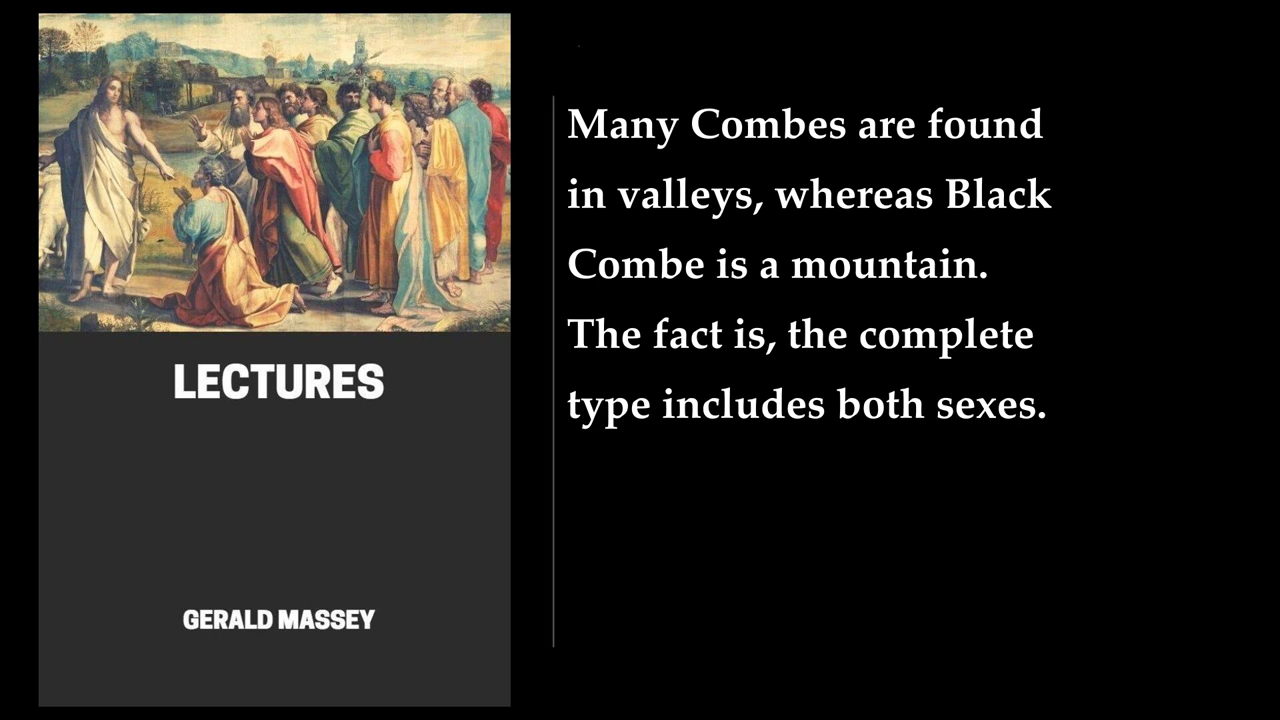 LECTURES
GERALD MASSEY
Many Combes are found
in valleys, whereas Black
Combe is a mountain.
The fact is, the complete
type includes both sexes.